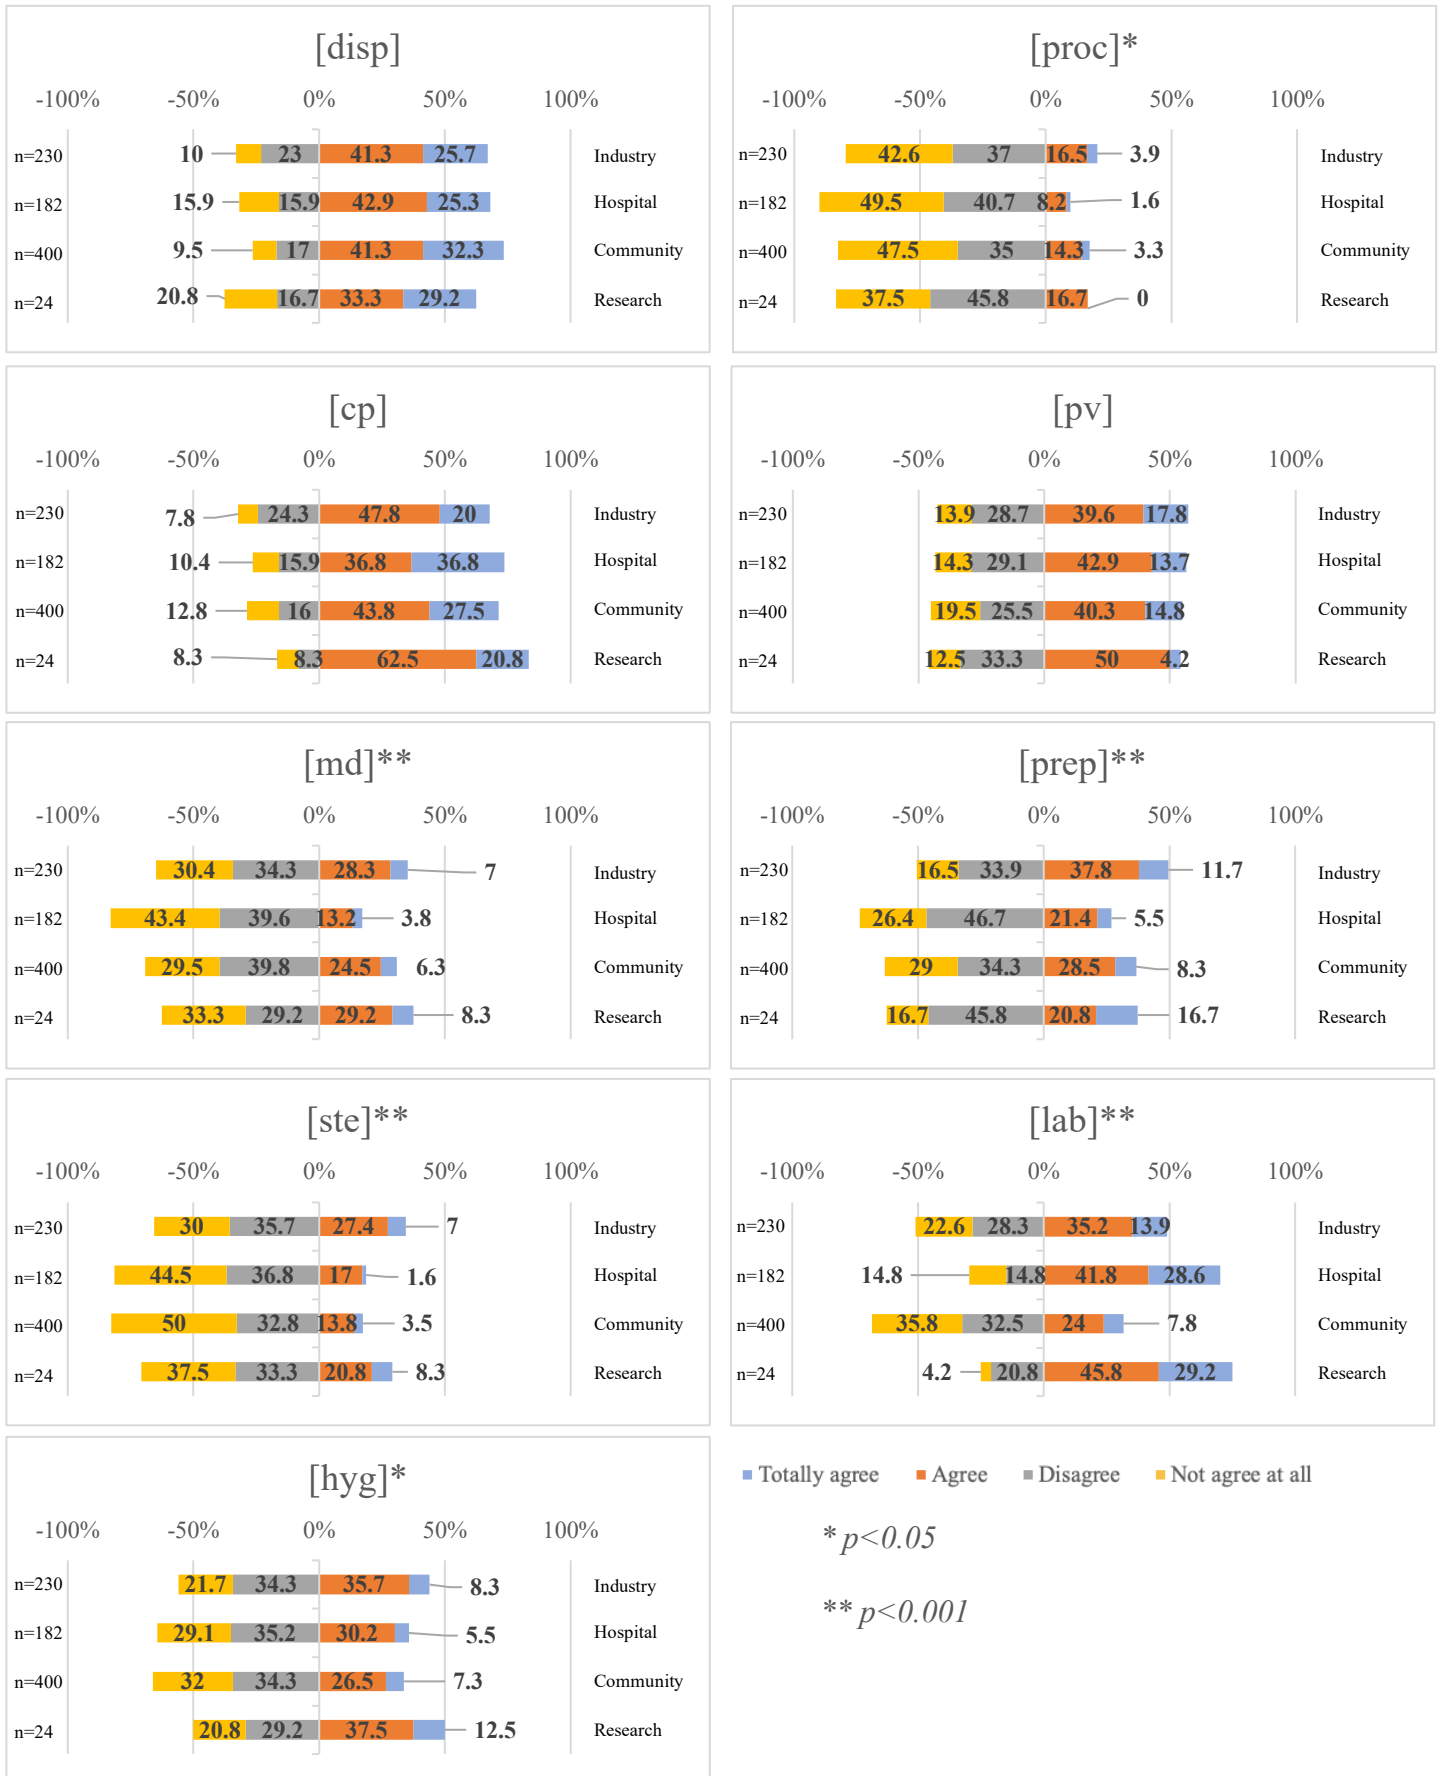 [disp]
-100% -50% 0% 50% 100%
n=230 10 23 41.3 25.7 Industry
n=182 15.9 15.9 42.9 25.3 Hospital
n=400 9.5 17 41.3 32.3 Community
n=24 20.8 16.7 33.3 29.2 Research
[proc]*
-100% -50% 0% 50% 100%
n=230 42.6 37 16.5 3.9 Industry
n=182 49.5 40.7 8.2 1.6 Hospital
n=400 47.5 35 14.3 3.3 Community
n=24 37.5 45.8 16.7 0 Research
[cp]
-100% -50% 0% 50% 100%
n=230 7.8 24.3 47.8 20 Industry
n=182 10.4 15.9 36.8 36.8 Hospital
n=400 12.8 16 43.8 27.5 Community
n=24 8.3 8.3 62.5 20.8 Research
[pv]
-100% -50% 0% 50% 100%
n=230 13.9 28.7 39.6 17.8 Industry
n=182 14.3 29.1 42.9 13.7 Hospital
n=400 19.5 25.5 40.3 14.8 Community
n=24 12.5 33.3 50 4.2 Research
[md]**
-100% -50% 0% 50% 100%
n=230 30.4 34.3 28.3 7 Industry
n=182 43.4 39.6 13.2 3.8 Hospital
n=400 29.5 39.8 24.5 6.3 Community
n=24 33.3 29.2 29.2 8.3 Research
[prep]**
-100% -50% 0% 50% 100%
n=230 16.5 33.9 37.8 11.7 Industry
n=182 26.4 46.7 21.4 5.5 Hospital
n=400 29 34.3 28.5 8.3 Community
n=24 16.7 45.8 20.8 16.7 Research
[ste]**
-100% -50% 0% 50% 100%
n=230 30 35.7 27.4 7 Industry
n=182 44.5 36.8 17 1.6 Hospital
n=400 50 32.8 13.8 3.5 Community
n=24 37.5 33.3 20.8 8.3 Research
[lab]**
-100% -50% 0% 50% 100%
n=230 22.6 28.3 35.2 13.9 Industry
n=182 14.8 14.8 41.8 28.6 Hospital
n=400 35.8 32.5 24 7.8 Community
n=24 4.2 20.8 45.8 29.2 Research
[hyg]*
-100% -50% 0% 50% 100%
n=230 21.7 34.3 35.7 8.3 Industry
n=182 29.1 35.2 30.2 5.5 Hospital
n=400 32 34.3 26.5 7.3 Community
n=24 20.8 29.2 37.5 12.5 Research
Totally agree Agree Disagree Not agree at all
* p<0.05
** p<0.001